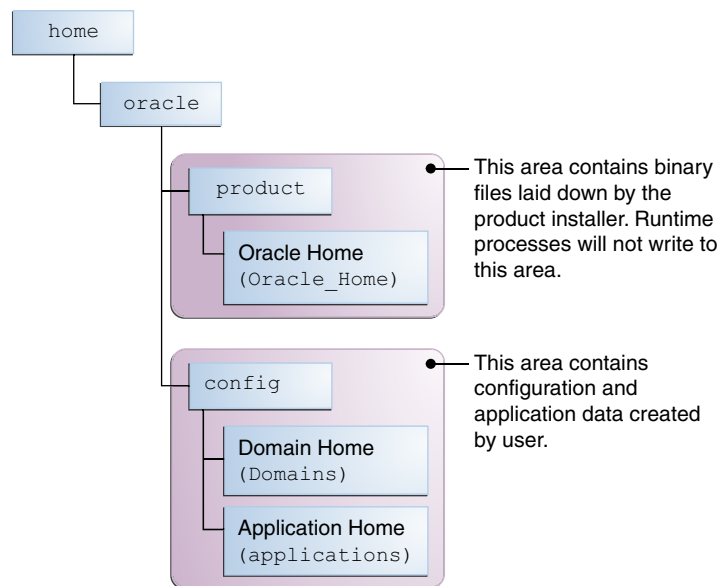 home
oracle
product
Oracle Home
(Oracle_Home)
This area contains binary
files laid down by the
product installer. Runtime
processes will not write to
this area.
config
Domain Home
(Domains)
Application Home
(applications)
This area contains
configuration and
application data created
by user.